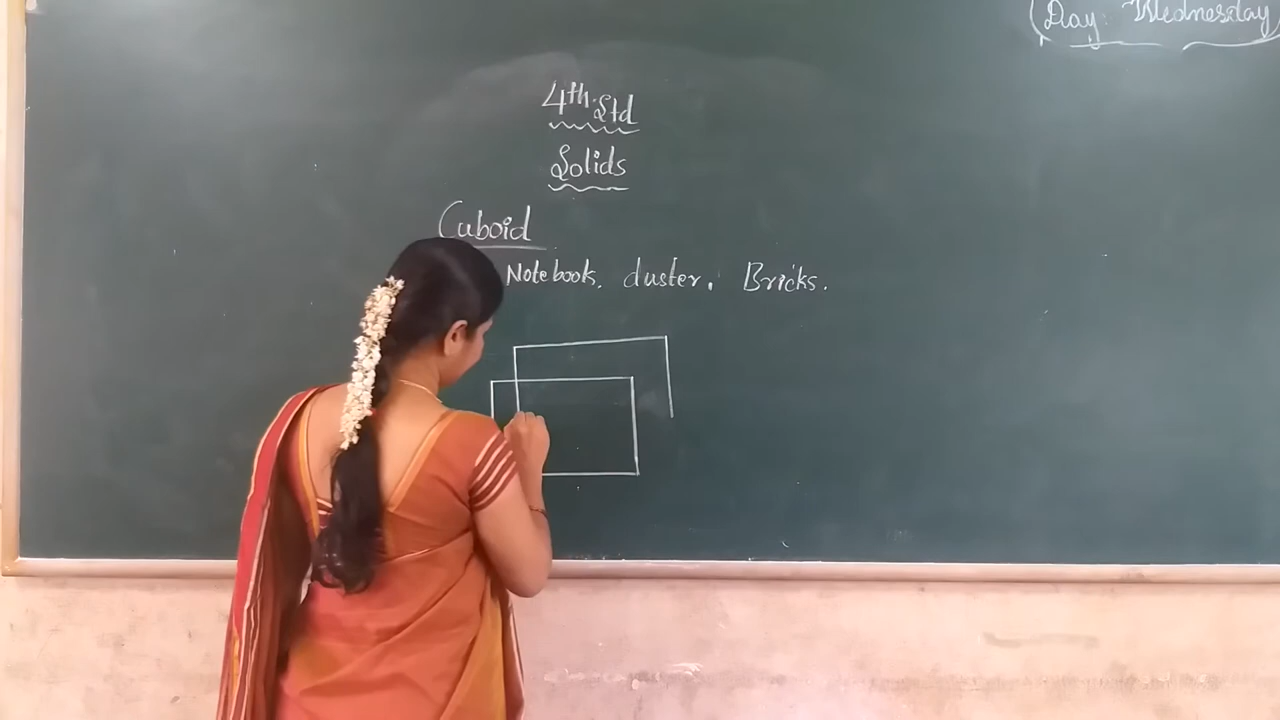 Day: Wednesday
4th Std
Solids
Cuboid
Notebook, duster, Bricks.